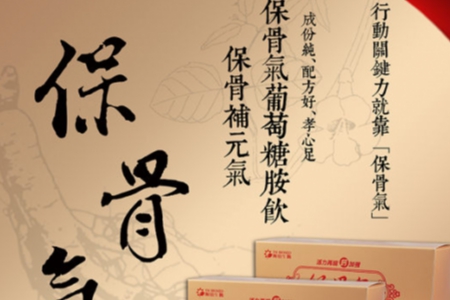 行動關鍵力就靠「保骨氣」
成份純、配方好、孝心足
保骨氣葡萄糖胺飲
保骨補元氣
保骨氣